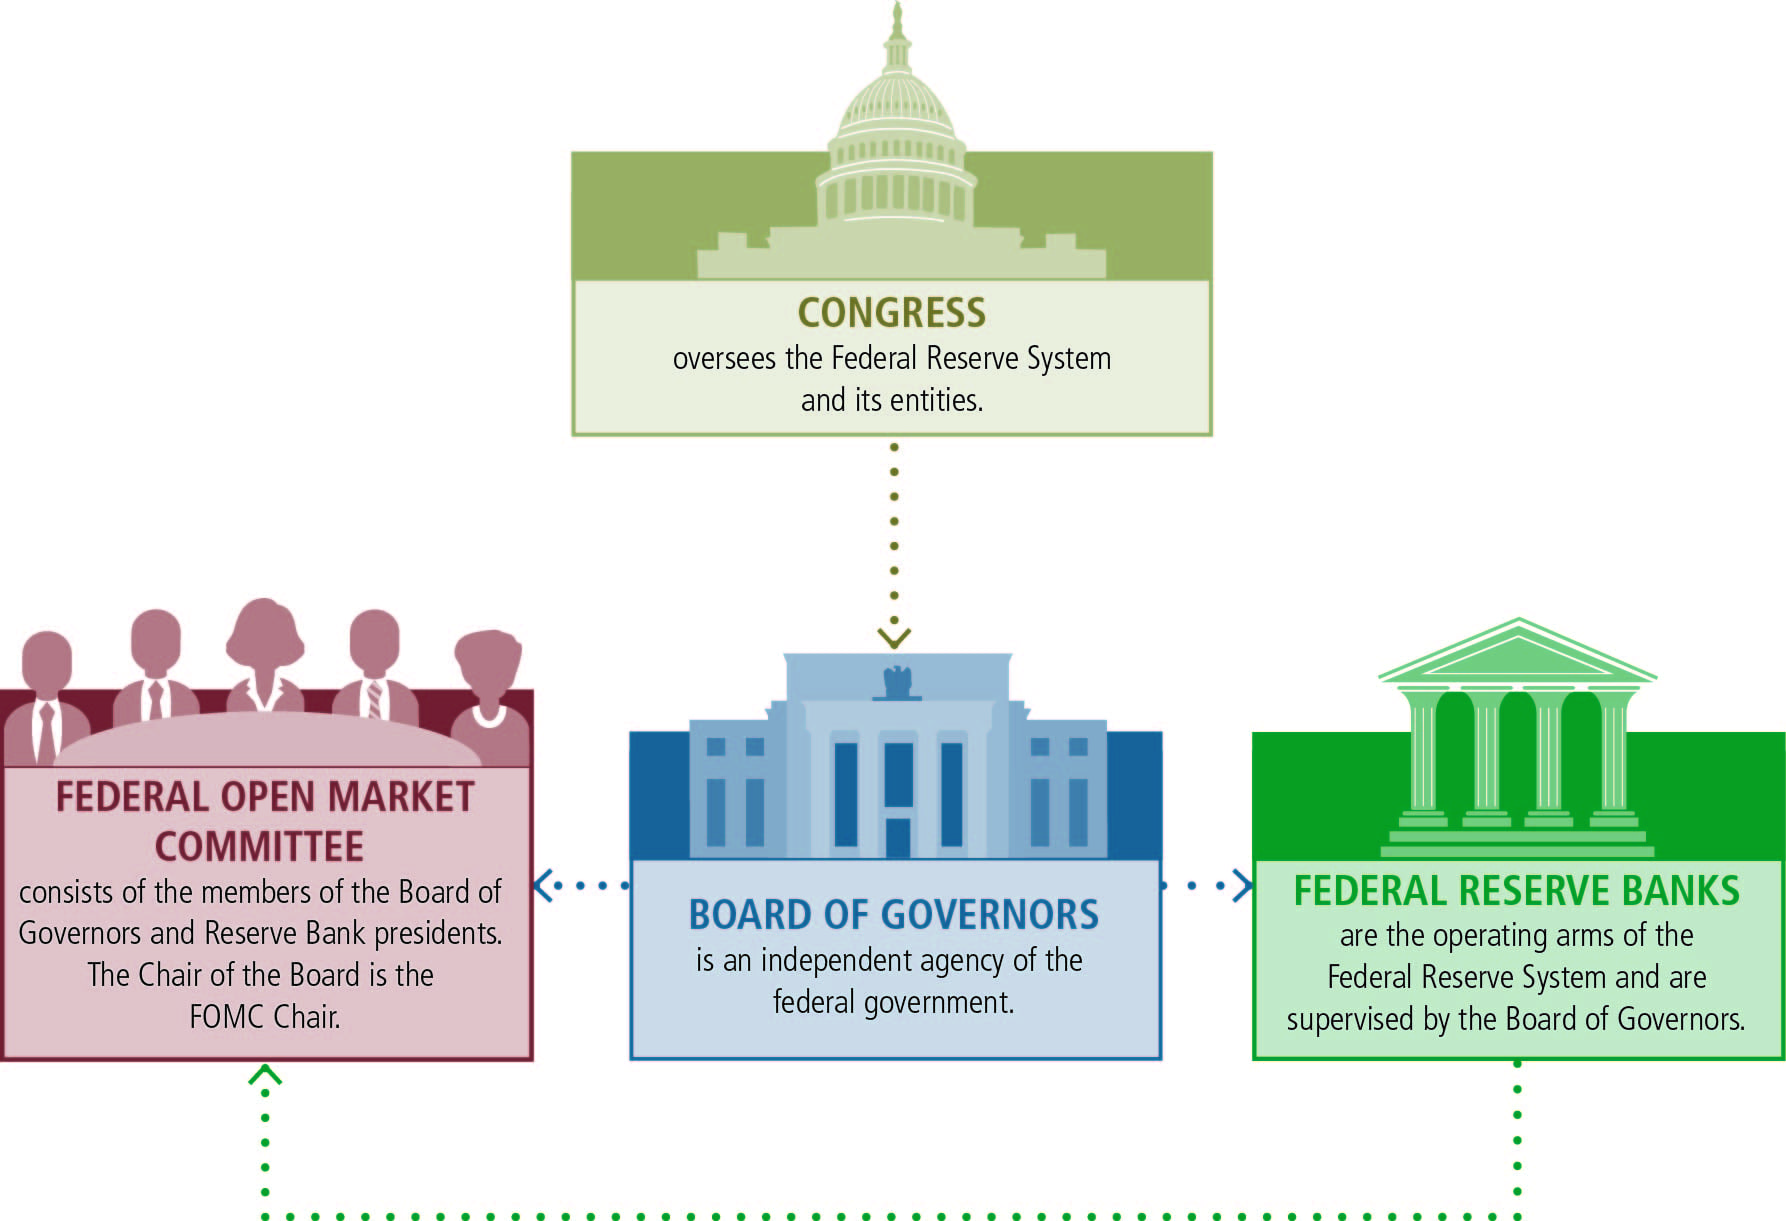 CONGRESS
oversees the Federal Reserve System
and its entities.
FEDERAL OPEN MARKET
COMMITTEE
consists of the members of the Board of
Governors and Reserve Bank presidents.
The Chair of the Board is the
FOMC Chair.
BOARD OF GOVERNORS
is an independent agency of the
federal government.
FEDERAL RESERVE BANKS
are the operating arms of the
Federal Reserve System and are
supervised by the Board of Governors.